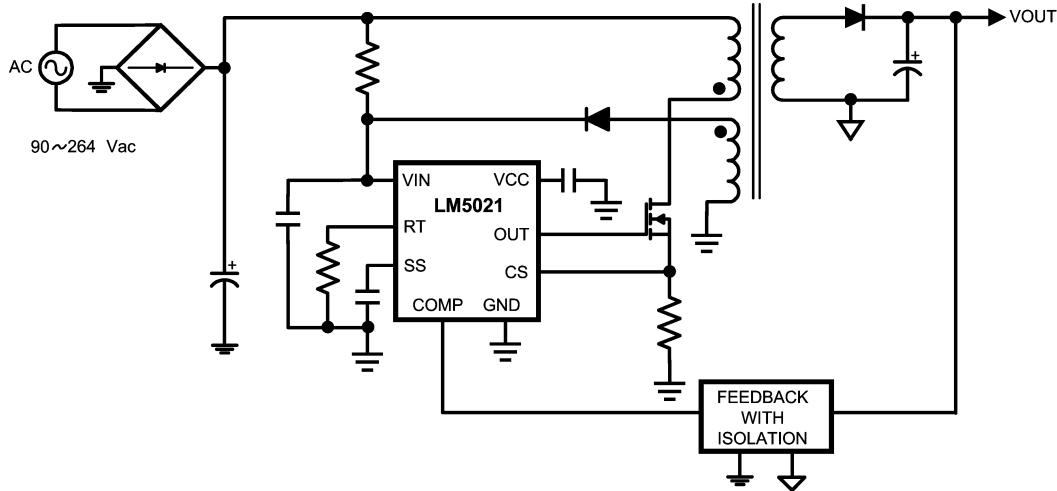 VOUT
AC
90~264 Vac
VIN
VCC
LM5021
RT
OUT
SS
CS
COMP
GND
FEEDBACK
WITH
ISOLATION
+
+